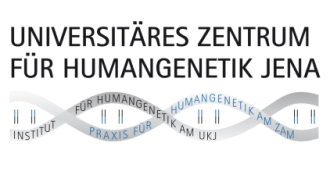 UNIVERSITÄRES ZENTRUM
FÜR HUMANGENETIK JENA
INSTITUT FÜR HUMANGENETIK AM UKJ
PRAXIS FÜR HUMANGENETIK AM ZAM